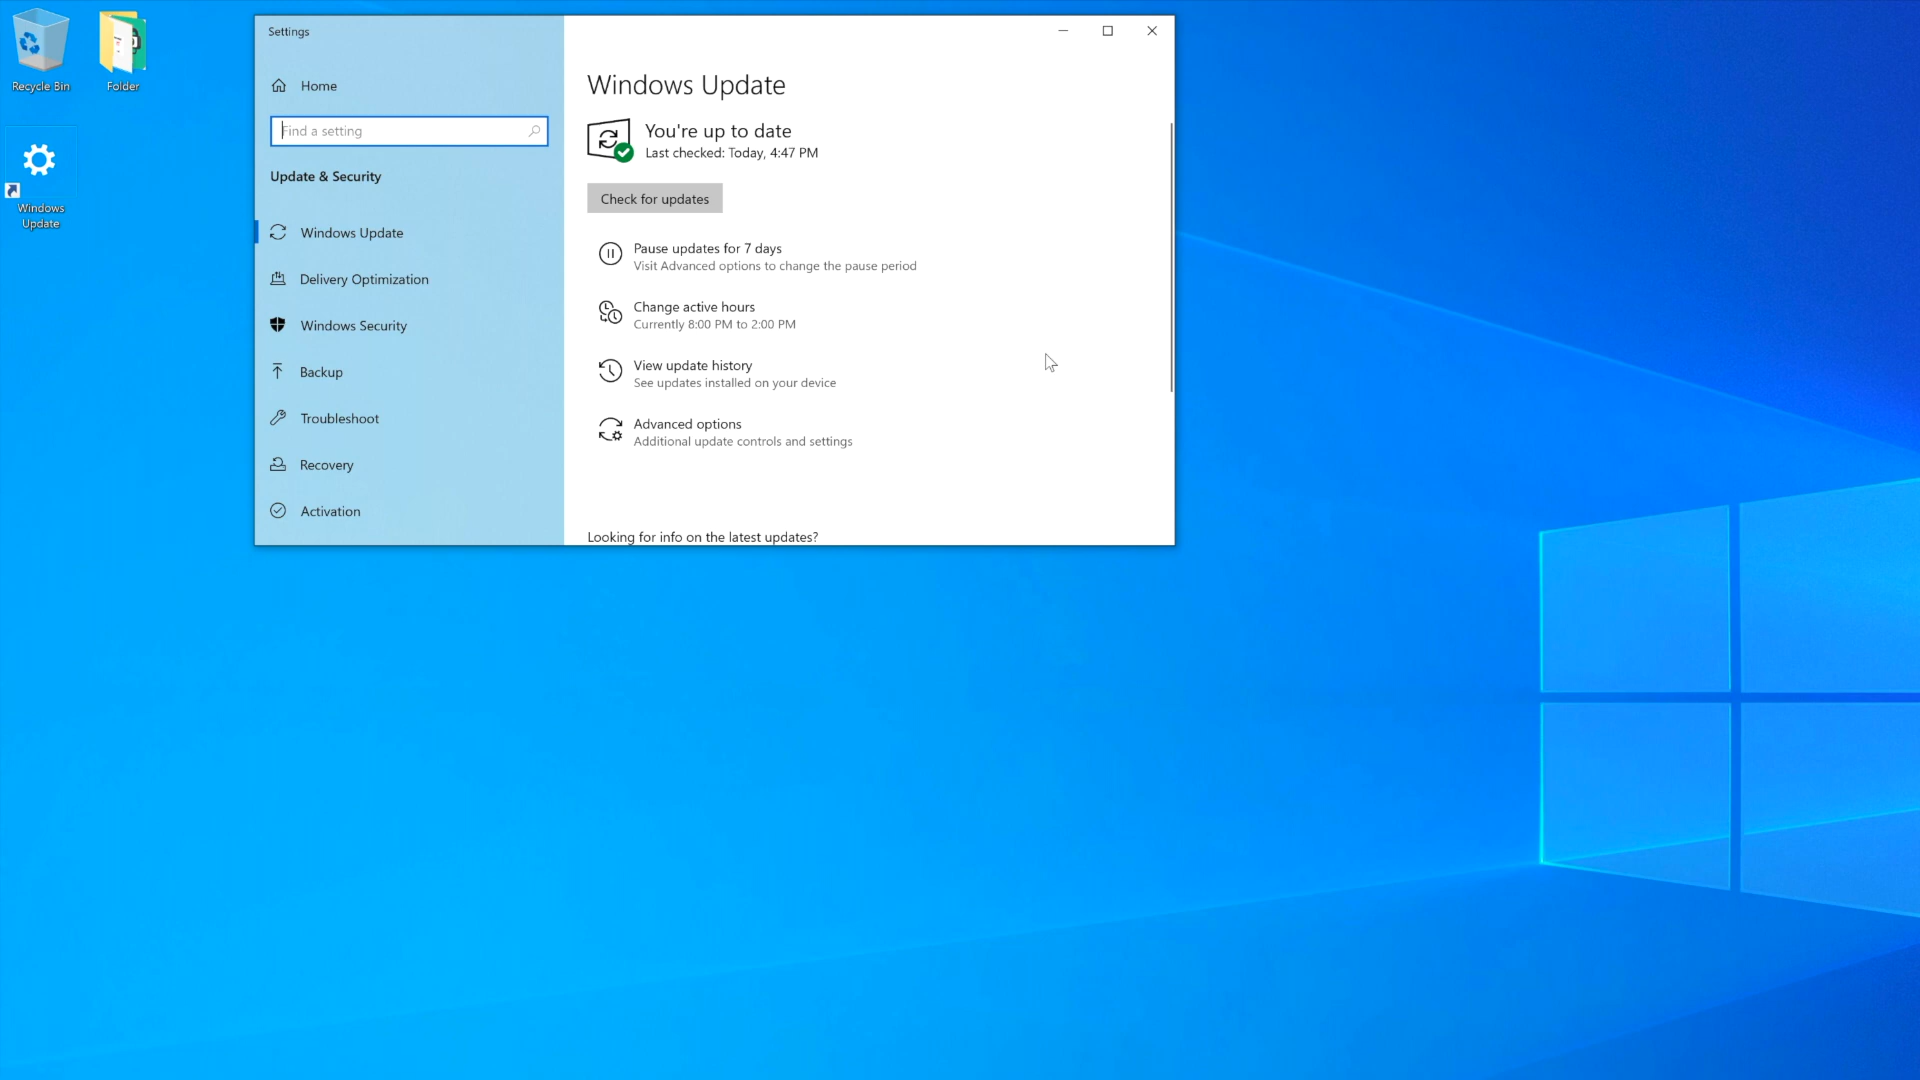 Recycle Bin
Folder
Windows
Update
Settings
Home
Find a setting
Update & Security
Windows Update
Delivery Optimization
Windows Security
Backup
Troubleshoot
Recovery
Activation
Windows Update
You're up to date
Last checked: Today, 4:47 PM
Check for updates
Pause updates for 7 days
Visit Advanced options to change the pause period
Change active hours
Currently 8:00 PM to 2:00 PM
View update history
See updates installed on your device
Advanced options
Additional update controls and settings
Looking for info on the latest updates?